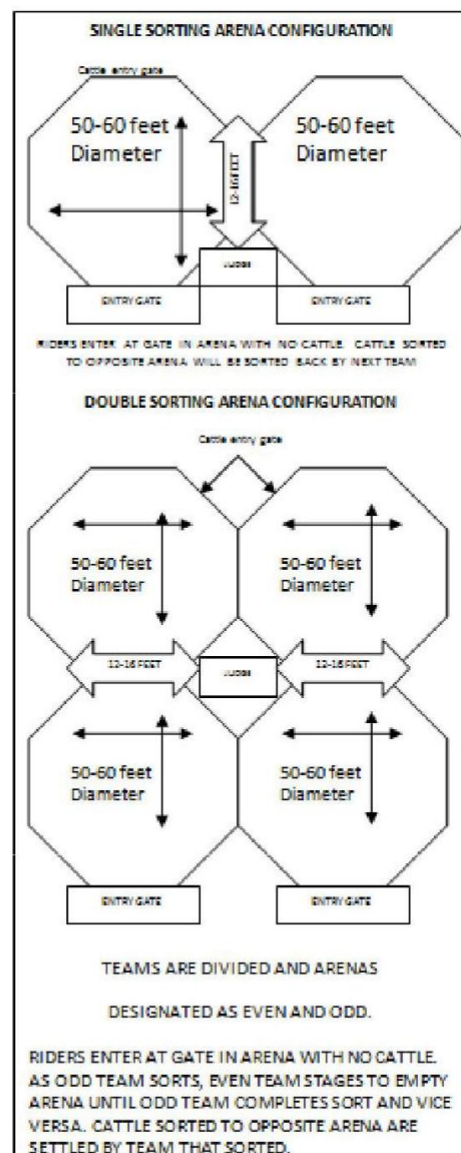 SINGLE SORTING ARENA CONFIGURATION
Cattle entry gate
50-60 feet
Diameter
50-60 feet
Diameter
12-16 FEET
JUDGE
ENTRY GATE
ENTRY GATE
RIDERS ENTER AT GATE IN ARENA WITH NO CATTLE. CATTLE SORTED
TO OPPOSITE ARENA WILL BE SORTED BACK BY NEXT TEAM
DOUBLE SORTING ARENA CONFIGURATION
Cattle entry gate
50-60 feet
Diameter
50-60 feet
Diameter
12-16 FEET
JUDGE
12-16 FEET
50-60 feet
Diameter
50-60 feet
Diameter
ENTRY GATE
ENTRY GATE
TEAMS ARE DIVIDED AND ARENAS
DESIGNATED AS EVEN AND ODD.
RIDERS ENTER AT GATE IN ARENA WITH NO CATTLE.
AS ODD TEAM SORTS, EVEN TEAM STAGES TO EMPTY
ARENA UNTIL ODD TEAM COMPLETES SORT AND VICE
VERSA. CATTLE SORTED TO OPPOSITE ARENA ARE
SETTLED BY TEAM THAT SORTED.